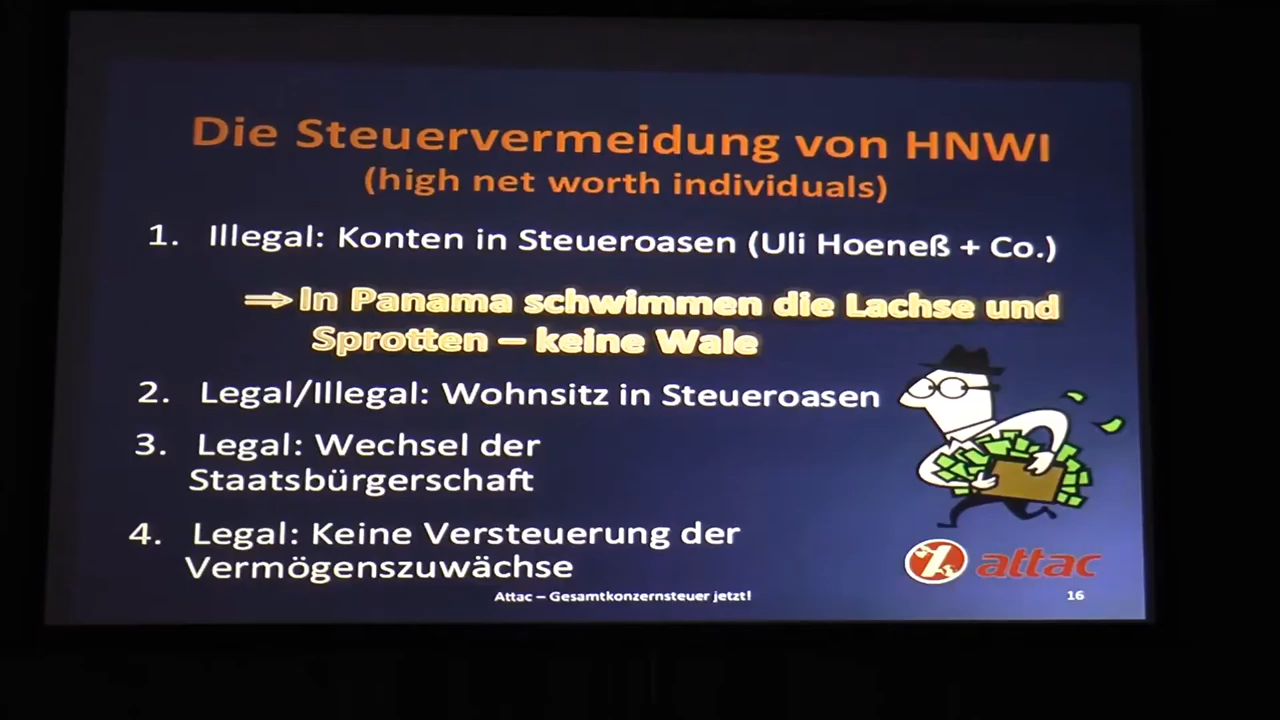 Die Steuervermeidung von HNWI
(high net worth individuals)
1. Illegal: Konten in Steueroasen (Uli Hoeneß + Co.)
⇒ In Panama schwimmen die Lachse und
Sprotten – keine Wale
2. Legal/Illegal: Wohnsitz in Steueroasen
3. Legal: Wechsel der
Staatsbürgerschaft
4. Legal: Keine Versteuerung der
Vermögenszuwächse
attac
Attac – Gesamtkonzernsteuer jetzt!
16